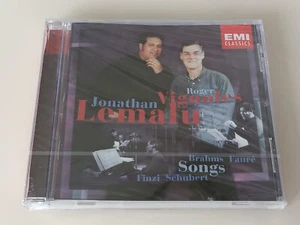 EMI
CLASSICS
Roger
Vignoles
Jonathan
Lemalu
Brahms Fauré
Songs
Finzi Schubert